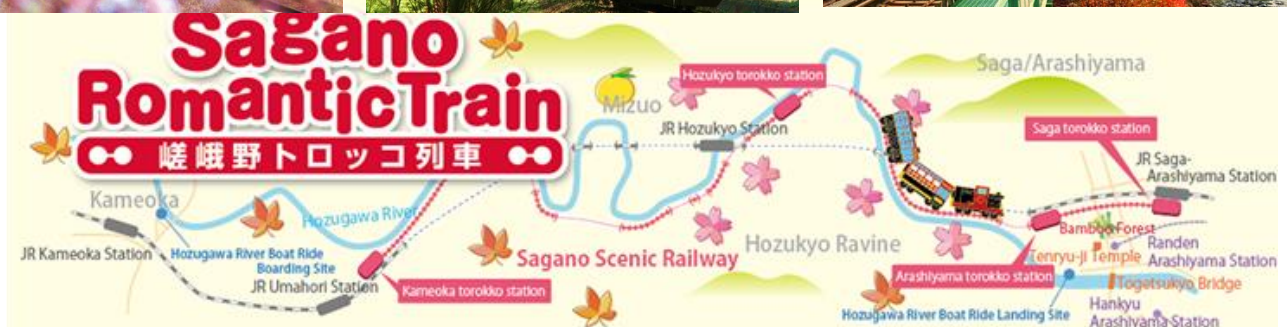 Sagano
Romantic Train
嵯峨野トロッコ列車
Saga/Arashiyama
Hozukyo torokko station
Mizuo
JR Hozukyo Station
Saga torokko station
JR Saga-
Arashiyama Station
Kameoka
Hozugawa River
JR Kameoka Station
Hozugawa River Boat Ride
Boarding Site
JR Umahori Station
Kameoka torokko station
Sagano Scenic Railway
Hozukyo Ravine
Bamboo Forest
Tenryu-ji Temple
Randen
Arashiyama Station
Arashiyama torokko station
Togetsukyo Bridge
Hozugawa River Boat Ride Landing Site
Hankyu
Arashiyama Station